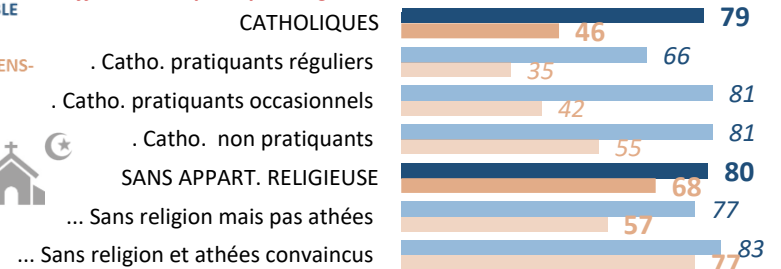 BLE
CATHOLIQUES 79
46
ENS-
. Catho. pratiquants réguliers 66
35
. Catho. pratiquants occasionnels 81
42
. Catho. non pratiquants 81
55
SANS APPART. RELIGIEUSE 80
68
... Sans religion mais pas athées 77
57
... Sans religion et athées convaincus 83
77